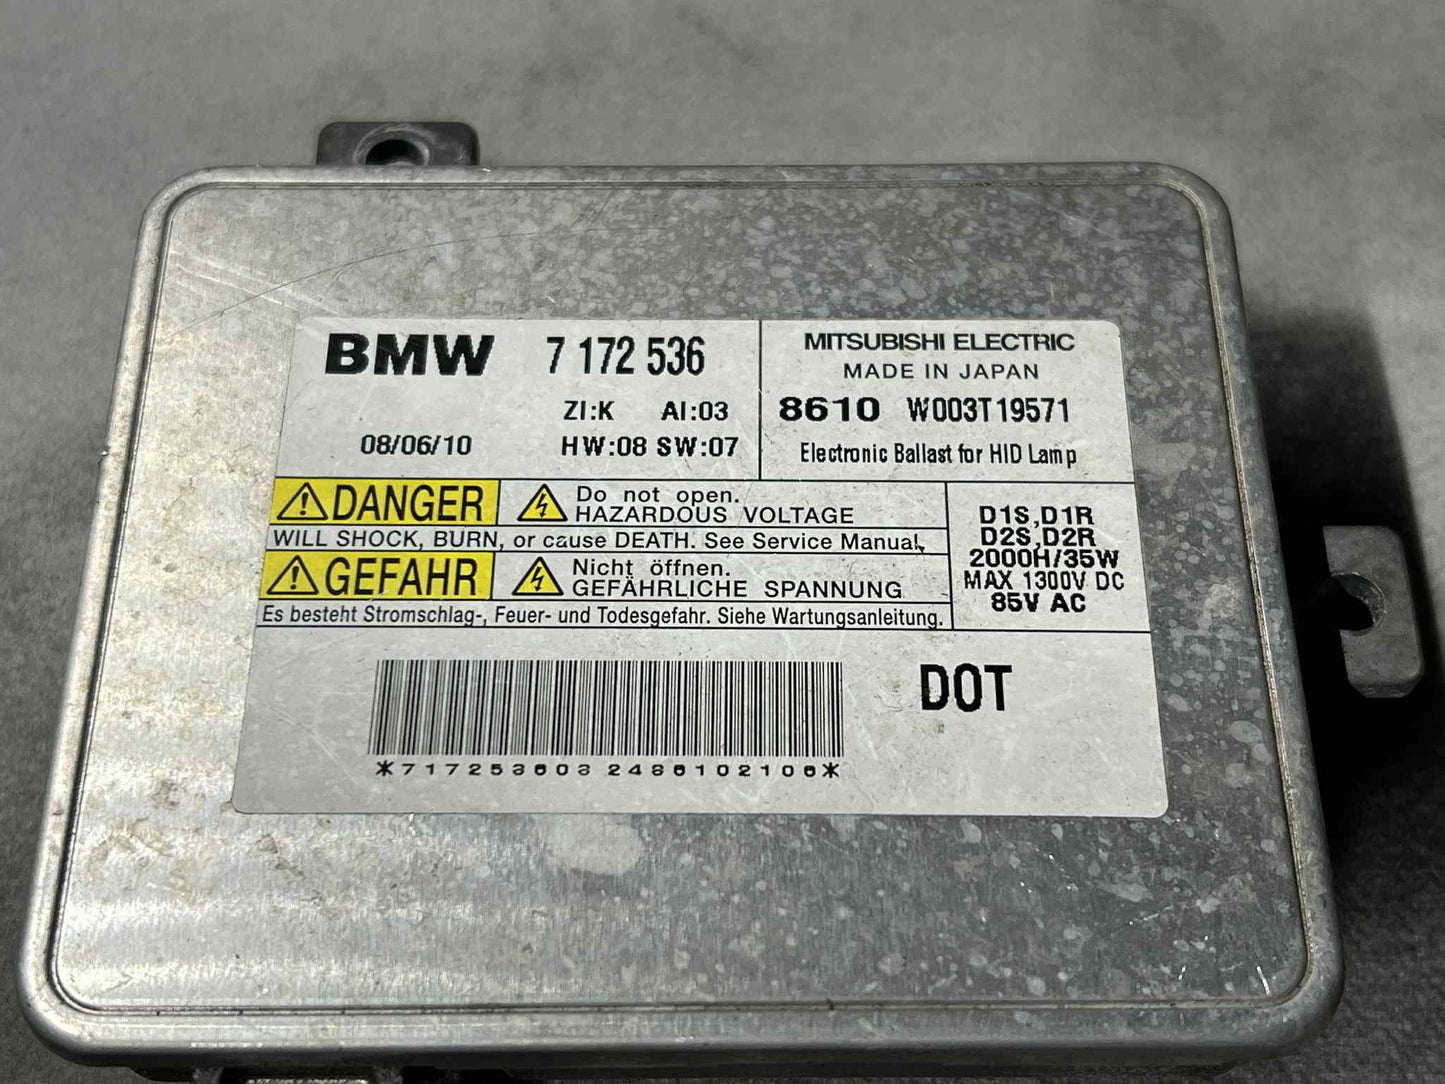 BMW 7 172 536
ZI:K AI:03
08/06/10 HW:08 SW:07
MITSUBISHI ELECTRIC
MADE IN JAPAN
8610 W003T19571
Electronic Ballast for HID Lamp
DANGER
Do not open.
HAZARDOUS VOLTAGE
WILL SHOCK, BURN, or cause DEATH. See Service Manual.
GEFAHR
Nicht öffnen.
GEFÄHRLICHE SPANNUNG
Es besteht Stromschlag-, Feuer- und Todesgefahr. Siehe Wartungsanleitung.
D1S,D1R
D2S,D2R
2000H/35W
MAX 1300V DC
85V AC
DOT
*717253603 2486102106*